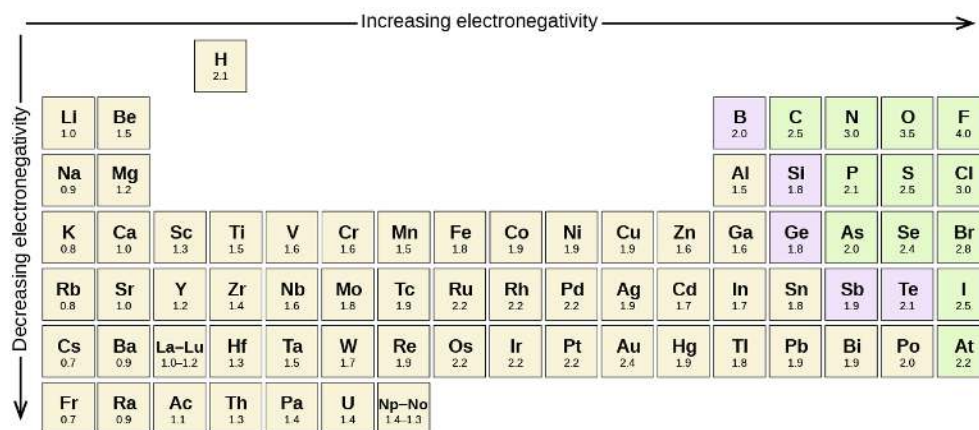 Increasing electronegativity
Decreasing electronegativity
H
2.1
Li Be B C N O F
1.0 1.5 2.0 2.5 3.0 3.5 4.0
Na Mg Al Si P S Cl
0.9 1.2 1.5 1.8 2.1 2.5 3.0
K Ca Sc Ti V Cr Mn Fe Co Ni Cu Zn Ga Ge As Se Br
0.8 1.0 1.3 1.5 1.6 1.6 1.5 1.8 1.9 1.9 1.9 1.6 1.6 1.8 2.0 2.4 2.8
Rb Sr Y Zr Nb Mo Tc Ru Rh Pd Ag Cd In Sn Sb Te I
0.8 1.0 1.2 1.4 1.6 1.8 1.9 2.2 2.2 2.2 1.9 1.7 1.7 1.8 1.9 2.1 2.5
Cs Ba La–Lu Hf Ta W Re Os Ir Pt Au Hg Tl Pb Bi Po At
0.7 0.9 1.0–1.2 1.3 1.5 1.7 1.9 2.2 2.2 2.2 2.4 1.9 1.8 1.9 1.9 2.0 2.2
Fr Ra Ac Th Pa U Np–No
0.7 0.9 1.1 1.3 1.4 1.4 1.4–1.3